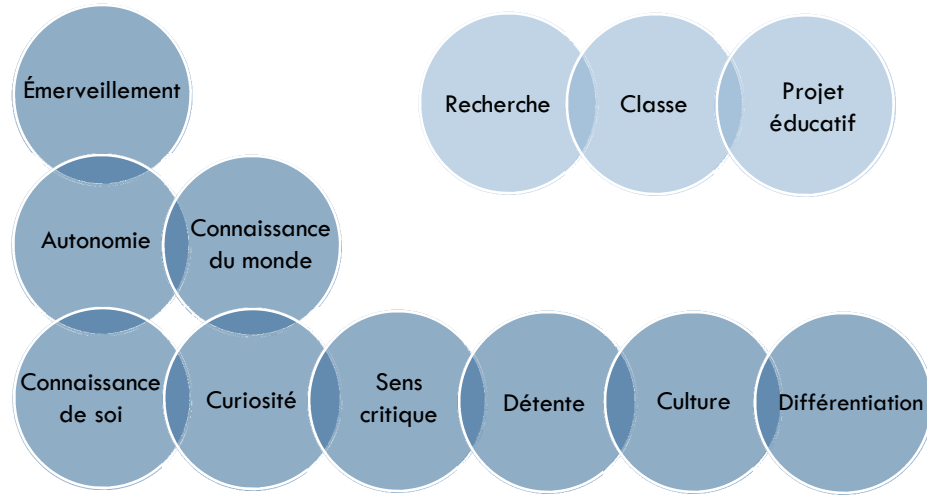 Émerveillement
Recherche
Classe
Projet
éducatif
Autonomie
Connaissance
du monde
Connaissance
de soi
Curiosité
Sens
critique
Détente
Culture
Différentiation